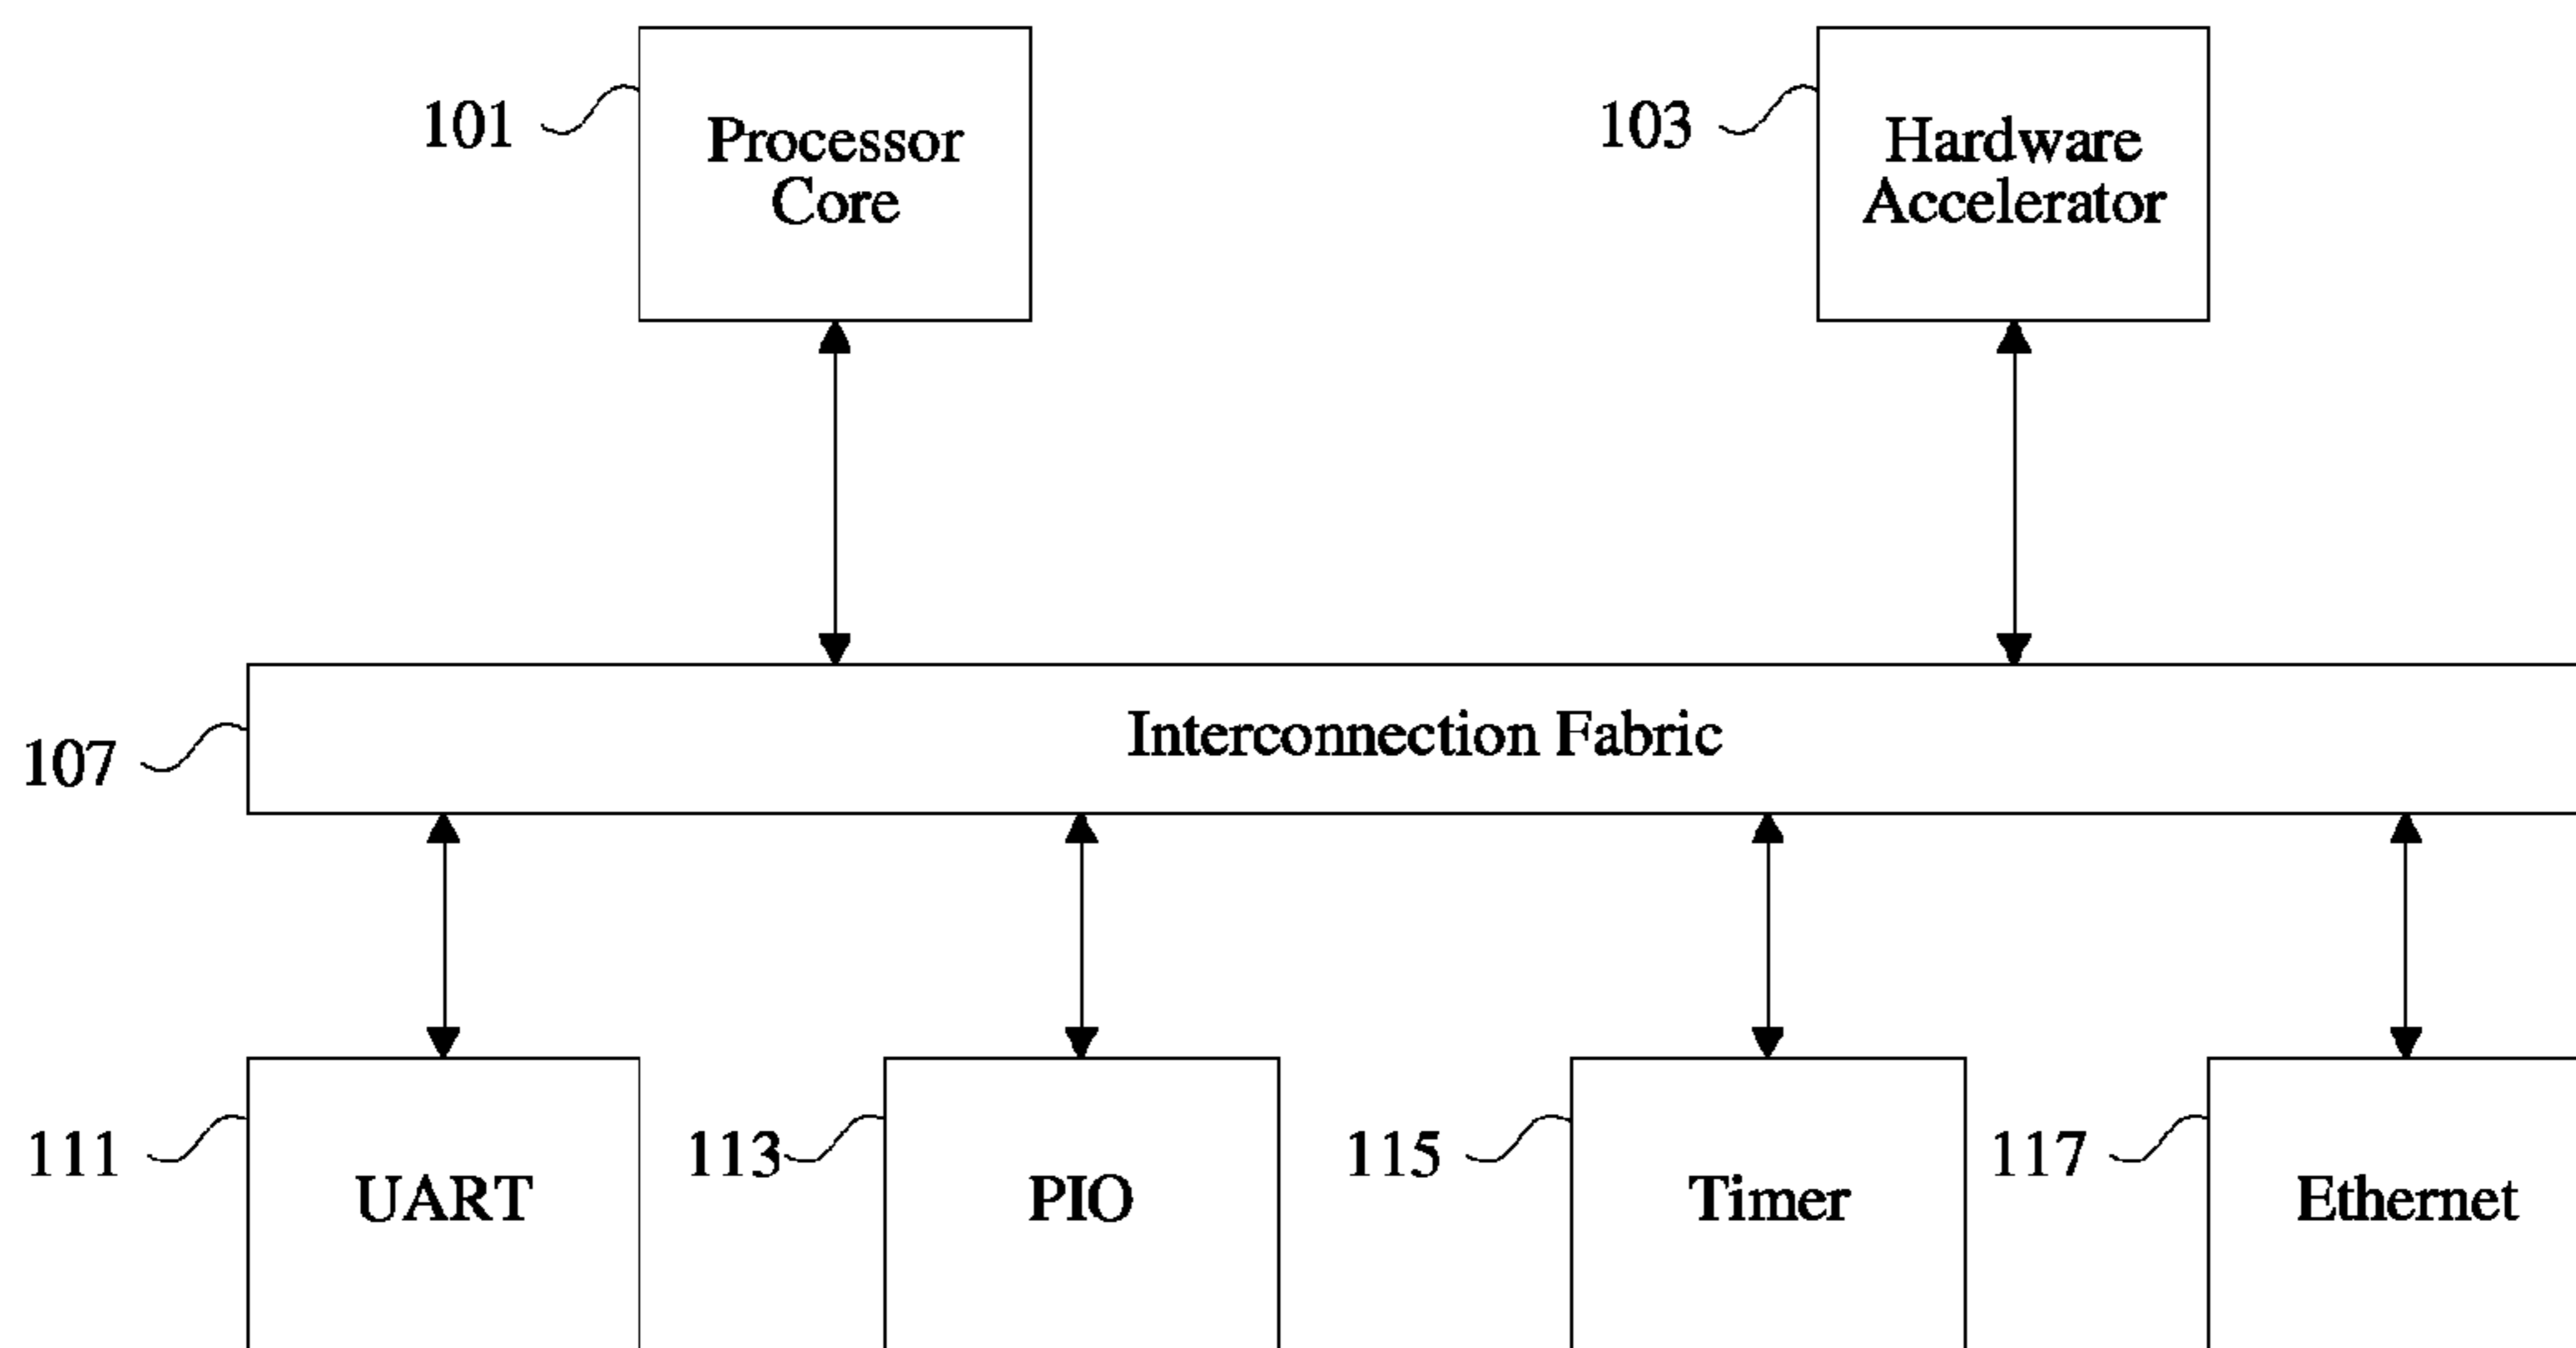 101
Processor
Core
103
Hardware
Accelerator
107
Interconnection Fabric
111
UART
113
PIO
115
Timer
117
Ethernet